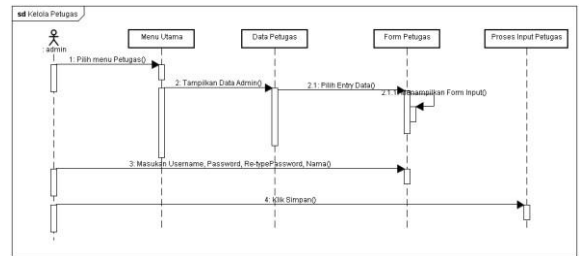 sd Kelola Petugas
: admin
Menu Utama
Data Petugas
Form Petugas
Proses Input Petugas
1: Pilih menu Petugas()
2: Tampilkan Data Admin()
2.1: Pilih Entry Data()
2.1.1: Menampilkan Form Input()
3: Masukan Username, Password, Re-typePassword, Nama()
4: Klik Simpan()